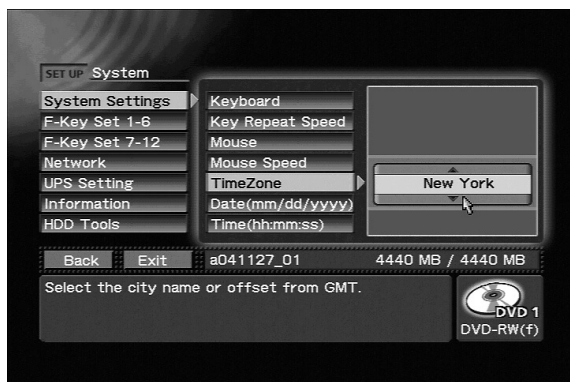 SET UP System
System Settings
F-Key Set 1-6
F-Key Set 7-12
Network
UPS Setting
Information
HDD Tools
Keyboard
Key Repeat Speed
Mouse
Mouse Speed
TimeZone
Date(mm/dd/yyyy)
Time(hh:mm:ss)
New York
Back Exit a041127_01 4440 MB / 4440 MB
Select the city name or offset from GMT.
DVD 1
DVD-RW(f)